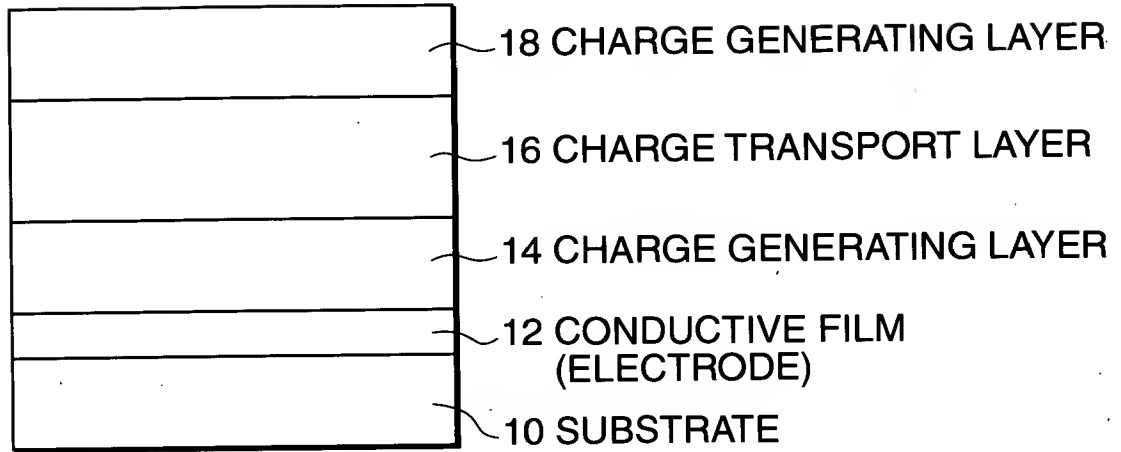 18 CHARGE GENERATING LAYER
16 CHARGE TRANSPORT LAYER
14 CHARGE GENERATING LAYER
12 CONDUCTIVE FILM
(ELECTRODE)
10 SUBSTRATE